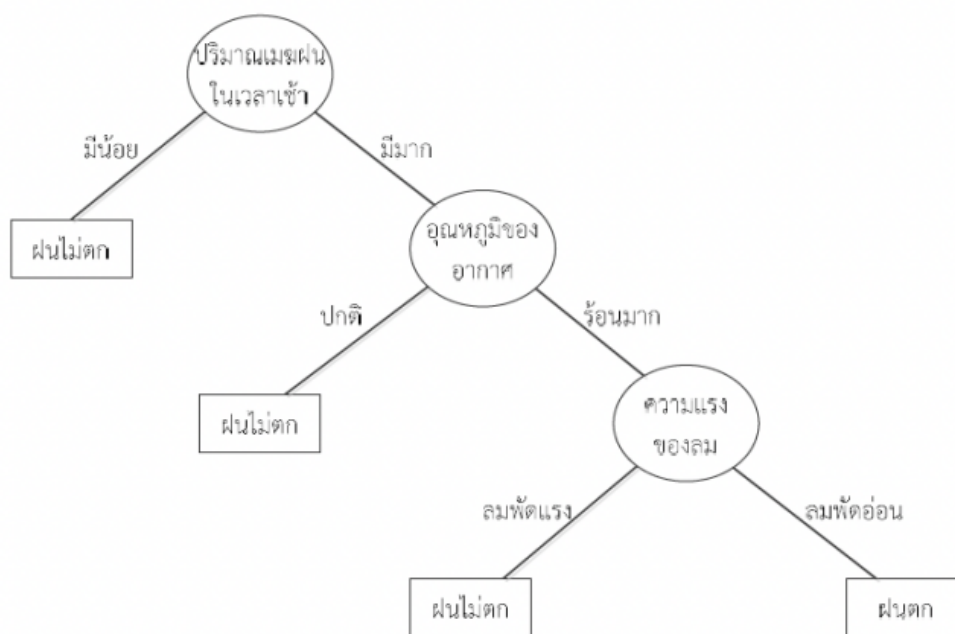 ปริมาณเมฆฝน
ในเวลาเช้า
มีน้อย
มีมาก
ฝนไม่ตก
อุณหภูมิของ
อากาศ
ปกติ
ร้อนมาก
ฝนไม่ตก
ความแรง
ของลม
ลมพัดแรง
ลมพัดอ่อน
ฝนไม่ตก
ฝนตก